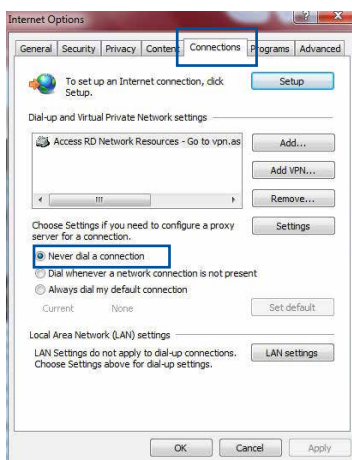 Internet Options
General Security Privacy Content Connections Programs Advanced
To set up an Internet connection, click
Setup.
Setup
Dial-up and Virtual Private Network settings
Access RD Network Resources - Go to vpn.as
Add...
Add VPN...
Remove...
Choose Settings if you need to configure a proxy
server for a connection.
Settings
Never dial a connection
Dial whenever a network connection is not present
Always dial my default connection
Current None
Set default
Local Area Network (LAN) settings
LAN Settings do not apply to dial-up connections.
Choose Settings above for dial-up settings.
LAN settings
OK Cancel Apply